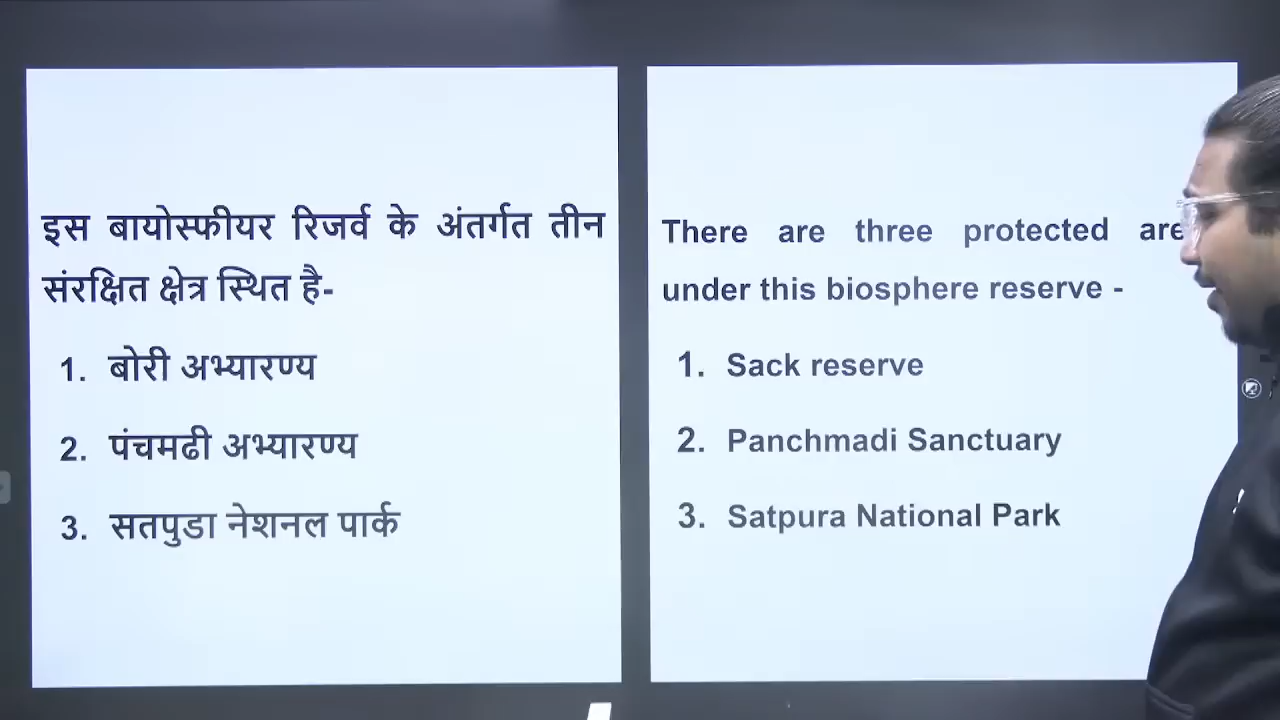 इस बायोस्फीयर रिजर्व के अंतर्गत तीन
संरक्षित क्षेत्र स्थित है-
1. बोरी अभ्यारण्य
2. पंचमढी अभ्यारण्य
3. सतपुडा नेशनल पार्क
There are three protected
under this biosphere reserve -
1. Sack reserve
2. Panchmadi Sanctuary
3. Satpura National Park